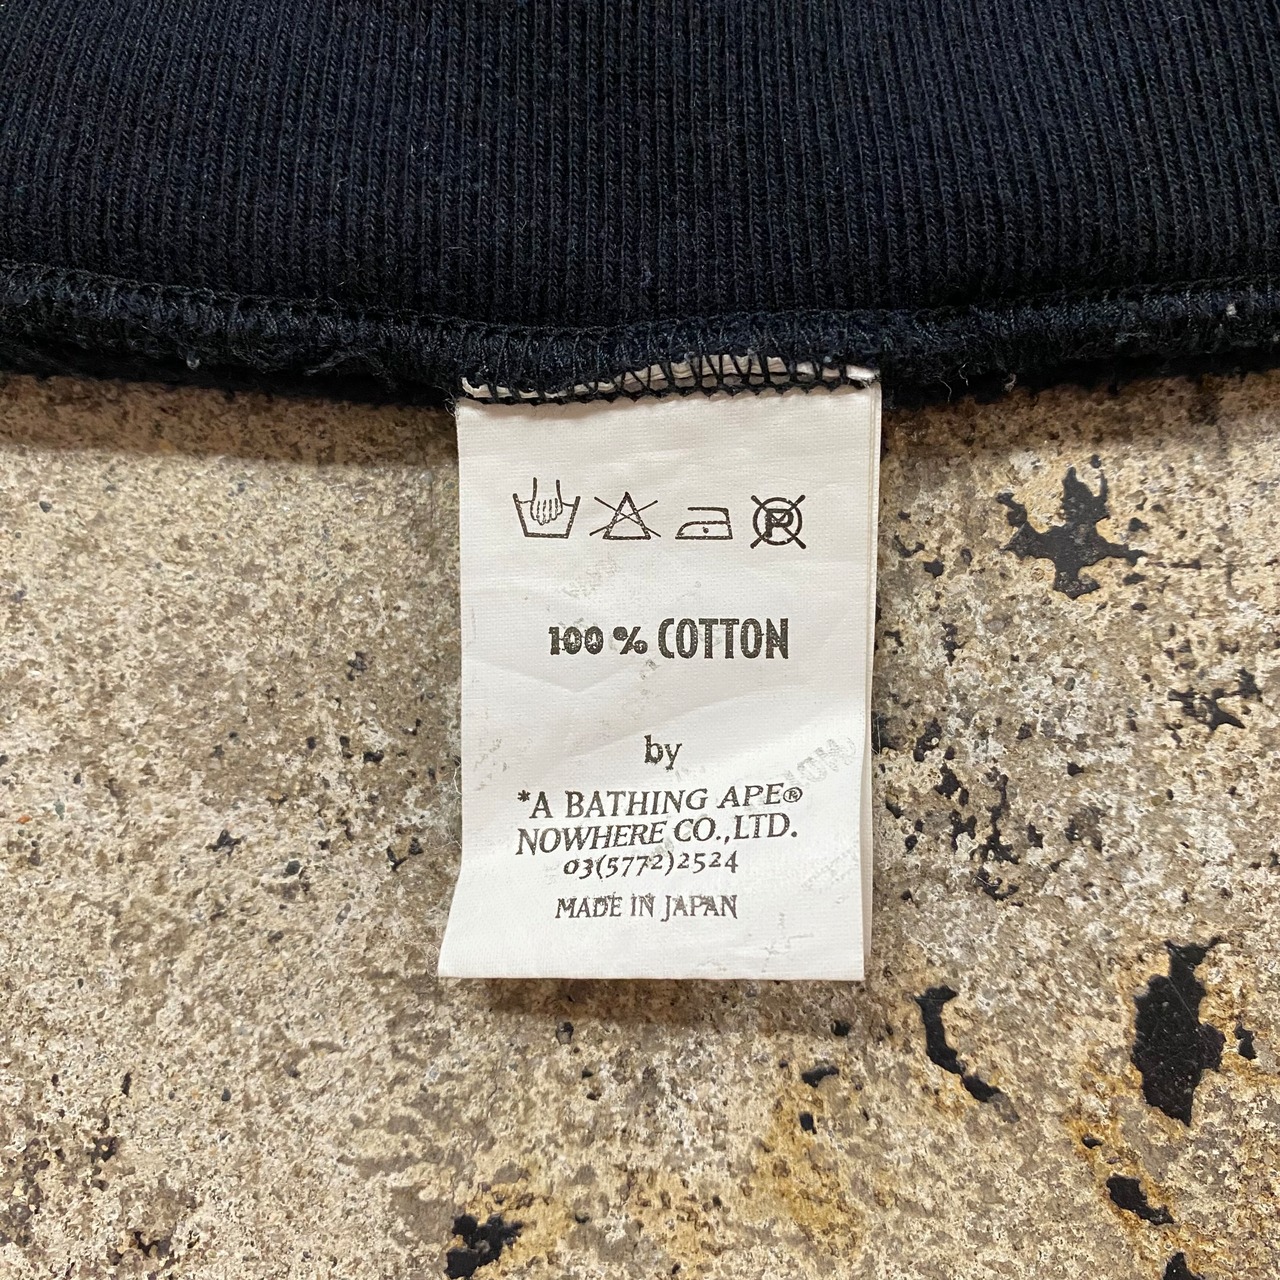 100 % COTTON
by
*A BATHING APE®
NOWHERE CO.,LTD.
03(5772)2524
MADE IN JAPAN